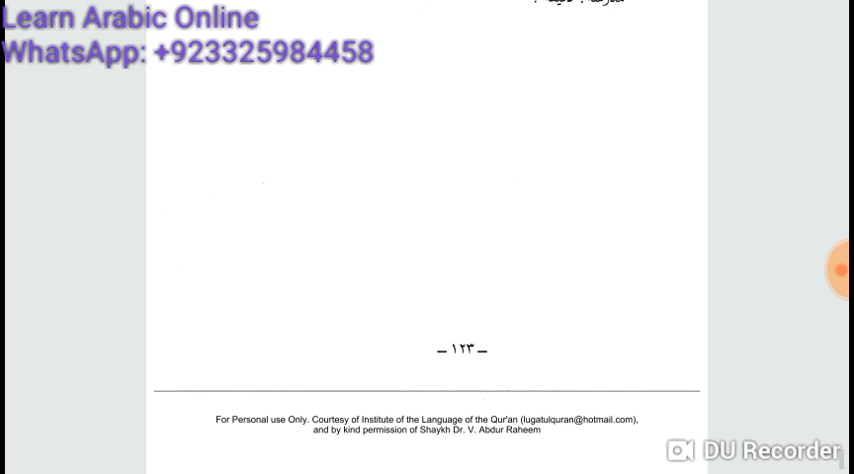 Learn Arabic Online
WhatsApp: +923325984458
– ١٢٣ –
For Personal use Only. Courtesy of Institute of the Language of the Qur'an (lugatulquran@hotmail.com),
and by kind permission of Shaykh Dr. V. Abdur Raheem
DU Recorder